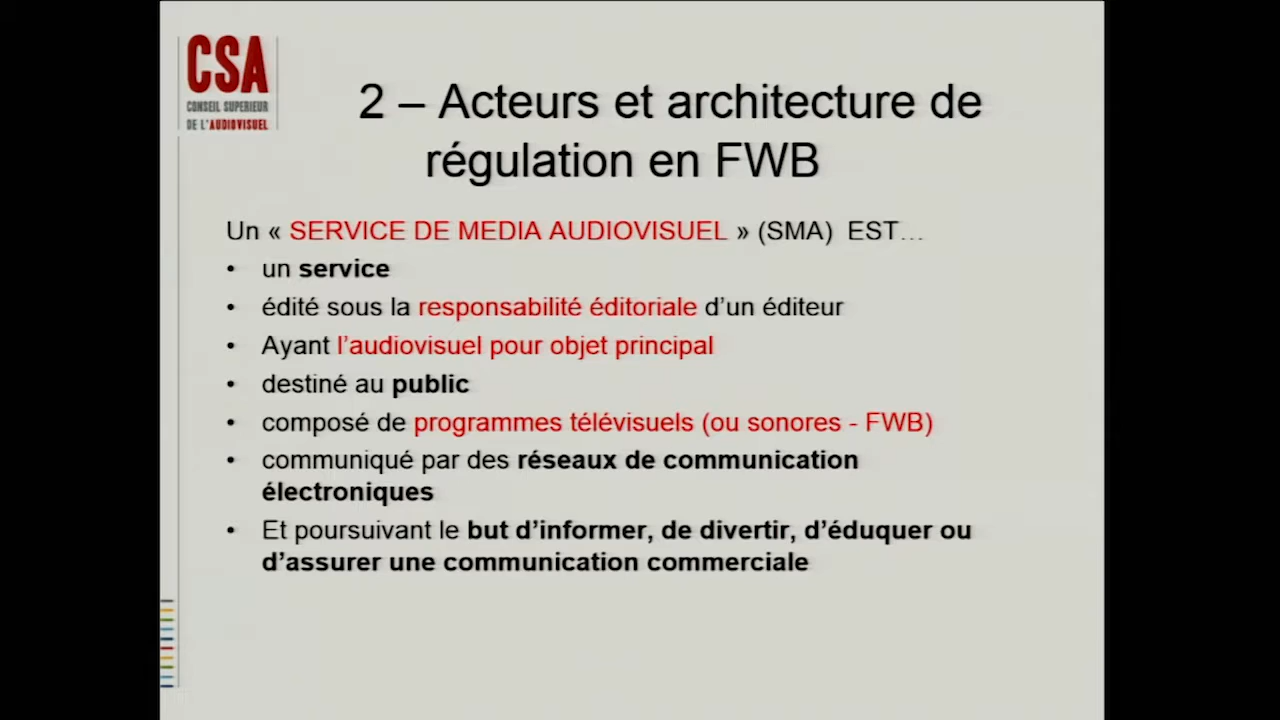 CSA
CONSEIL SUPERIEUR
DE L'AUDIOVISUEL
2 – Acteurs et architecture de
régulation en FWB
Un « SERVICE DE MEDIA AUDIOVISUEL » (SMA) EST…
• un service
• édité sous la responsabilité éditoriale d’un éditeur
• Ayant l’audiovisuel pour objet principal
• destiné au public
• composé de programmes télévisuels (ou sonores - FWB)
• communiqué par des réseaux de communication
électroniques
• Et poursuivant le but d’informer, de divertir, d’éduquer ou
d’assurer une communication commerciale